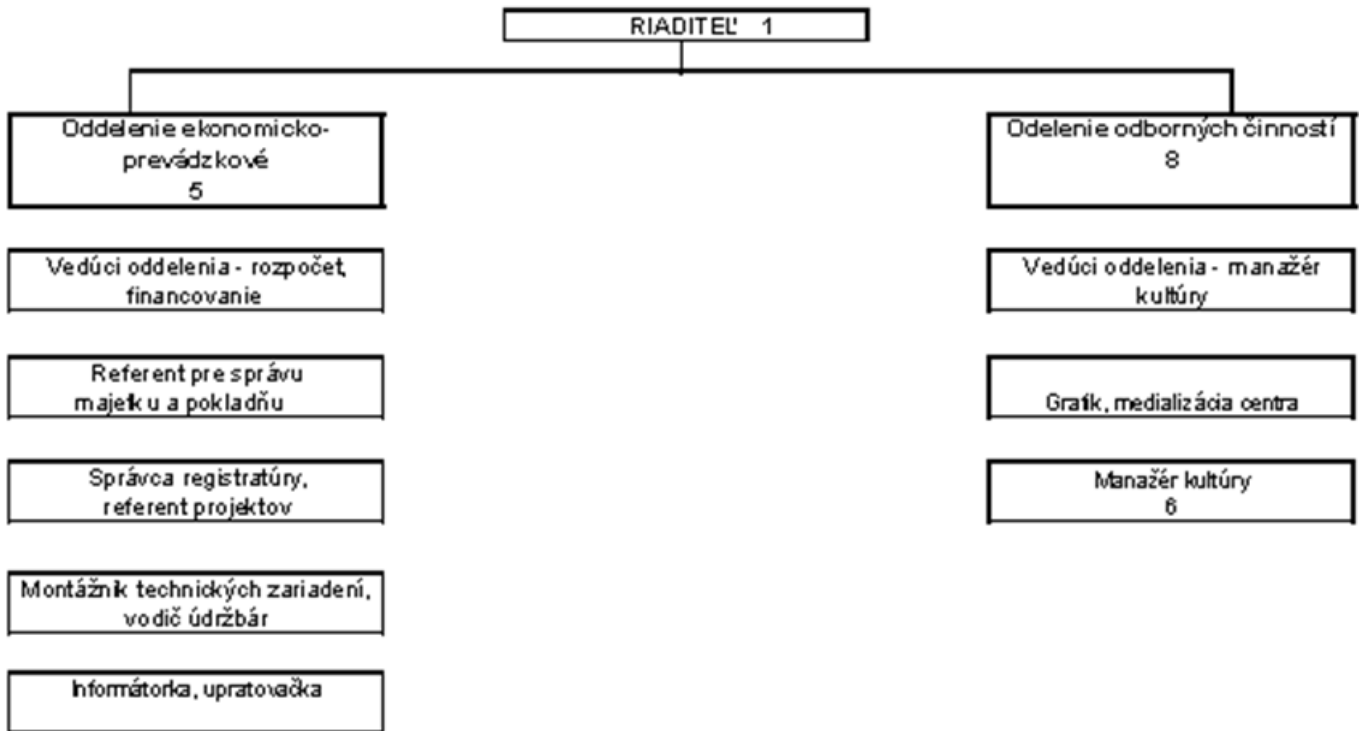 RIADITEĽ 1
Oddelenie ekonomicko-
prevádzkové
5
Odelenie odborných činností
8
Vedúci oddelenia - rozpočet,
financovanie
Referent pre správu
majetku a pokladňu
Správca registratúry,
referent projektov
Montážnik technických zariadení,
vodič údržbár
Informátorka, upratovačka
Vedúci oddelenia - manažér
kultúry
Grafik, medializácia centra
Manažér kultúry
6